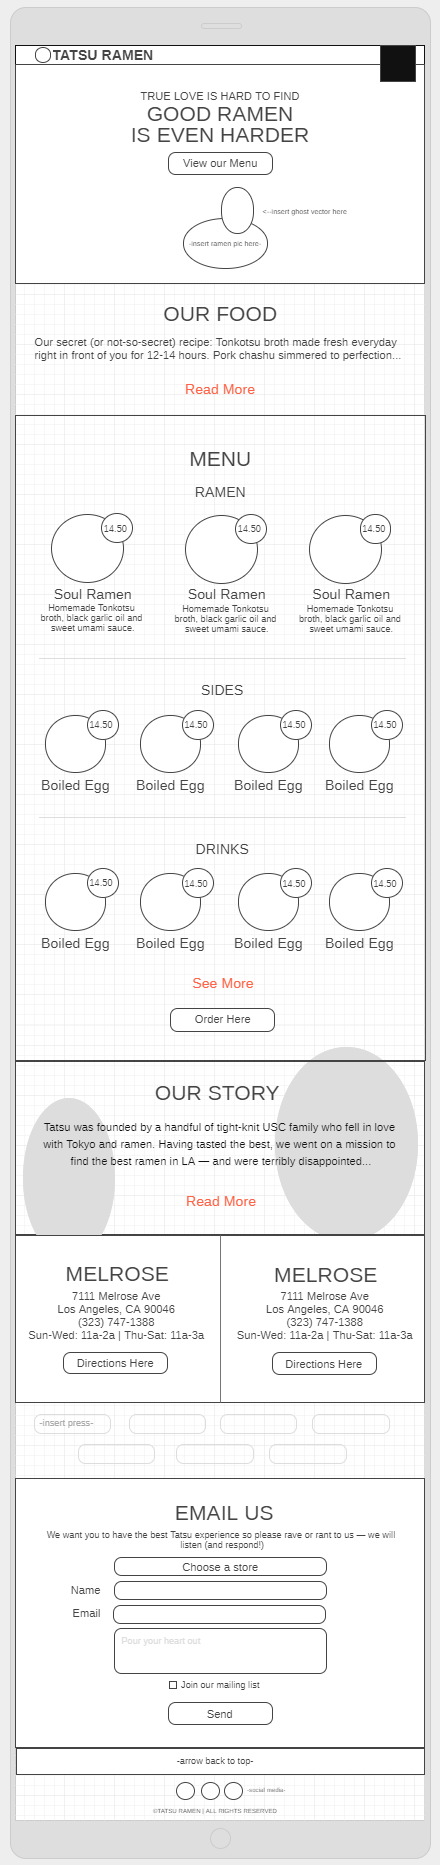 TATSU RAMEN
TRUE LOVE IS HARD TO FIND
GOOD RAMEN
IS EVEN HARDER
View our Menu
<--insert ghost vector here
-insert ramen pic here-
OUR FOOD
Our secret (or not-so-secret) recipe: Tonkotsu broth made fresh everyday
right in front of you for 12-14 hours. Pork chashu simmered to perfection...
Read More
MENU
RAMEN
14.50
14.50
14.50
Soul Ramen
Homemade Tonkotsu
broth, black garlic oil and
sweet umami sauce.
Soul Ramen
Homemade Tonkotsu
broth, black garlic oil and
sweet umami sauce.
Soul Ramen
Homemade Tonkotsu
broth, black garlic oil and
sweet umami sauce.
SIDES
14.50
14.50
14.50
14.50
Boiled Egg
Boiled Egg
Boiled Egg
Boiled Egg
DRINKS
14.50
14.50
14.50
14.50
Boiled Egg
Boiled Egg
Boiled Egg
Boiled Egg
See More
Order Here
OUR STORY
Tatsu was founded by a handful of tight-knit USC family who fell in love
with Tokyo and ramen. Having tasted the best, we went on a mission to
find the best ramen in LA — and were terribly disappointed...
Read More
MELROSE
7111 Melrose Ave
Los Angeles, CA 90046
(323) 747-1388
Sun-Wed: 11a-2a | Thu-Sat: 11a-3a
Directions Here
MELROSE
7111 Melrose Ave
Los Angeles, CA 90046
(323) 747-1388
Sun-Wed: 11a-2a | Thu-Sat: 11a-3a
Directions Here
-insert press-
EMAIL US
We want you to have the best Tatsu experience so please rave or rant to us — we will
listen (and respond!)
Choose a store
Name
Email
Pour your heart out
Join our mailing list
Send
-arrow back to top-
-social media-
©TATSU RAMEN | ALL RIGHTS RESERVED